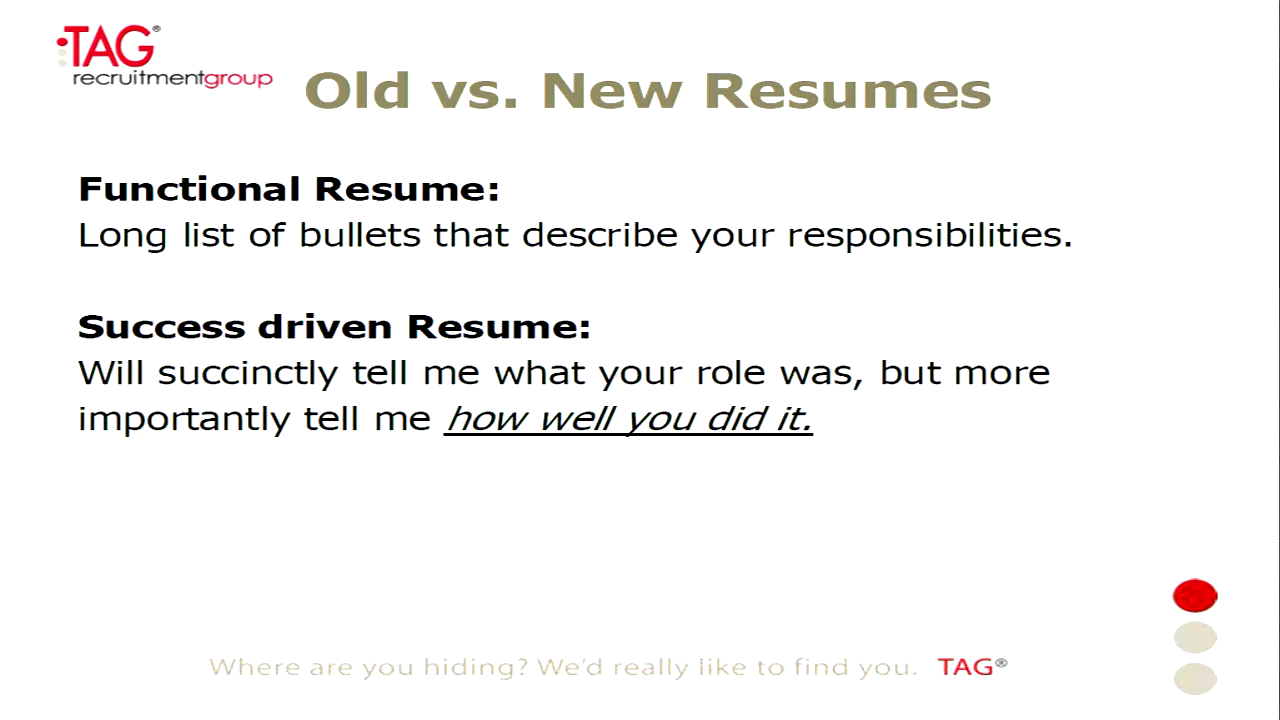 TAG®
recruitmentgroup
Old vs. New Resumes
Functional Resume:
Long list of bullets that describe your responsibilities.
Success driven Resume:
Will succinctly tell me what your role was, but more
importantly tell me how well you did it.
Where are you hiding? We'd really like to find you. TAG®